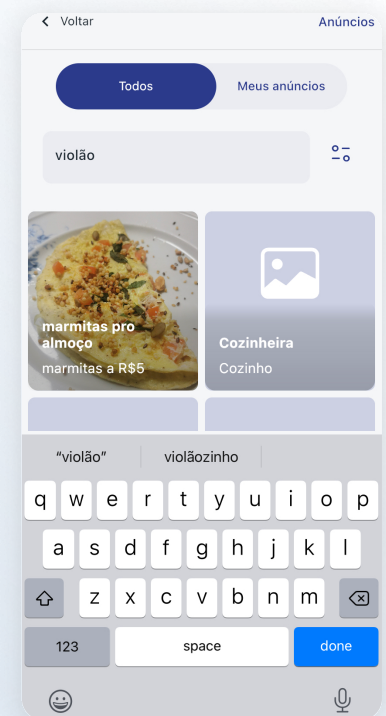 Voltar
Anúncios
Todos
Meus anúncios
violão
marmitas pro
almoço
marmitas a R$5
Cozinheira
Cozinho
“violão”
violãozinho
q w e r t y u i o p
a s d f g h j k l
z x c v b n m
123
space
done